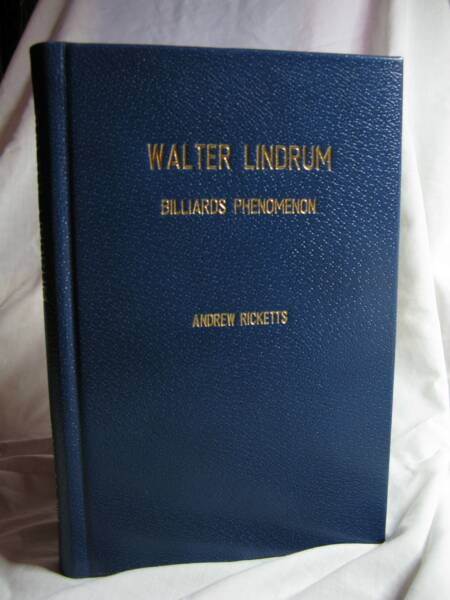 WALTER LINDRUM
BILLIARDS PHENOMENON
ANDREW RICKETTS